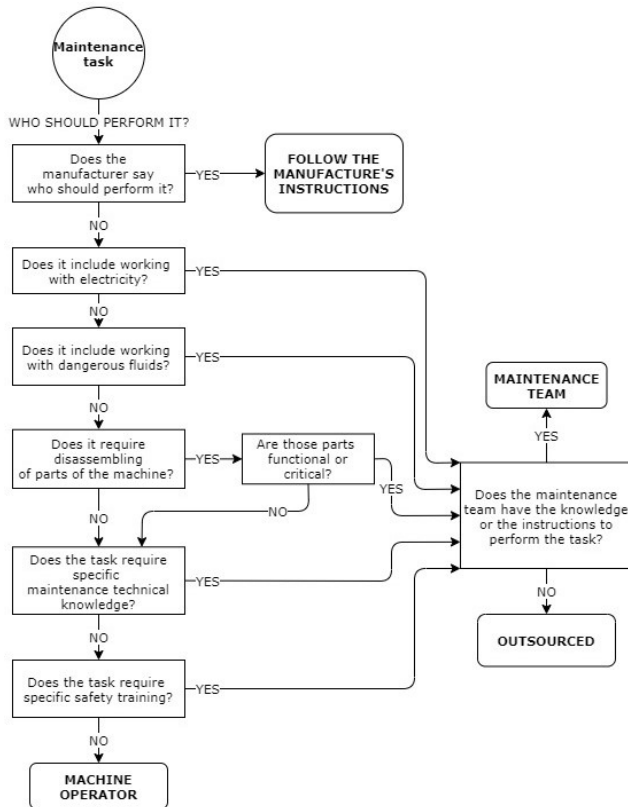 Maintenance
task
WHO SHOULD PERFORM IT?
Does the
manufacturer say
who should perform it?
YES
FOLLOW THE
MANUFACTURE'S
INSTRUCTIONS
NO
Does it include working
with electricity?
YES
NO
Does it include working
with dangerous fluids?
YES
NO
Does it require
disassembling
of parts of the machine?
YES
Are those parts
functional or
critical?
YES
NO
NO
Does the task require
specific
maintenance technical
knowledge?
YES
NO
Does the task require
specific safety training?
YES
NO
MACHINE
OPERATOR
MAINTENANCE
TEAM
YES
Does the maintenance
team have the knowledge
or the instructions to
perform the task?
NO
OUTSOURCED